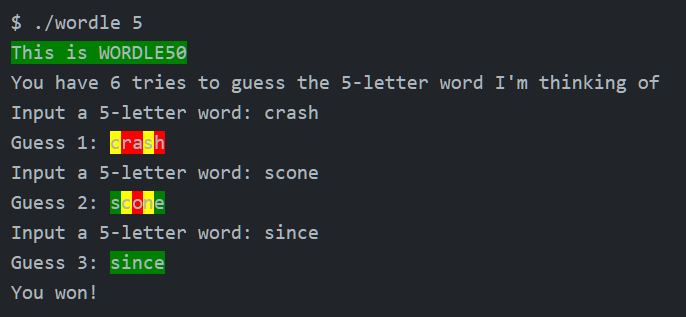 $ ./wordle 5
This is WORDLE50
You have 6 tries to guess the 5-letter word I'm thinking of
Input a 5-letter word: crash
Guess 1: crash
Input a 5-letter word: scone
Guess 2: scone
Input a 5-letter word: since
Guess 3: since
You won!